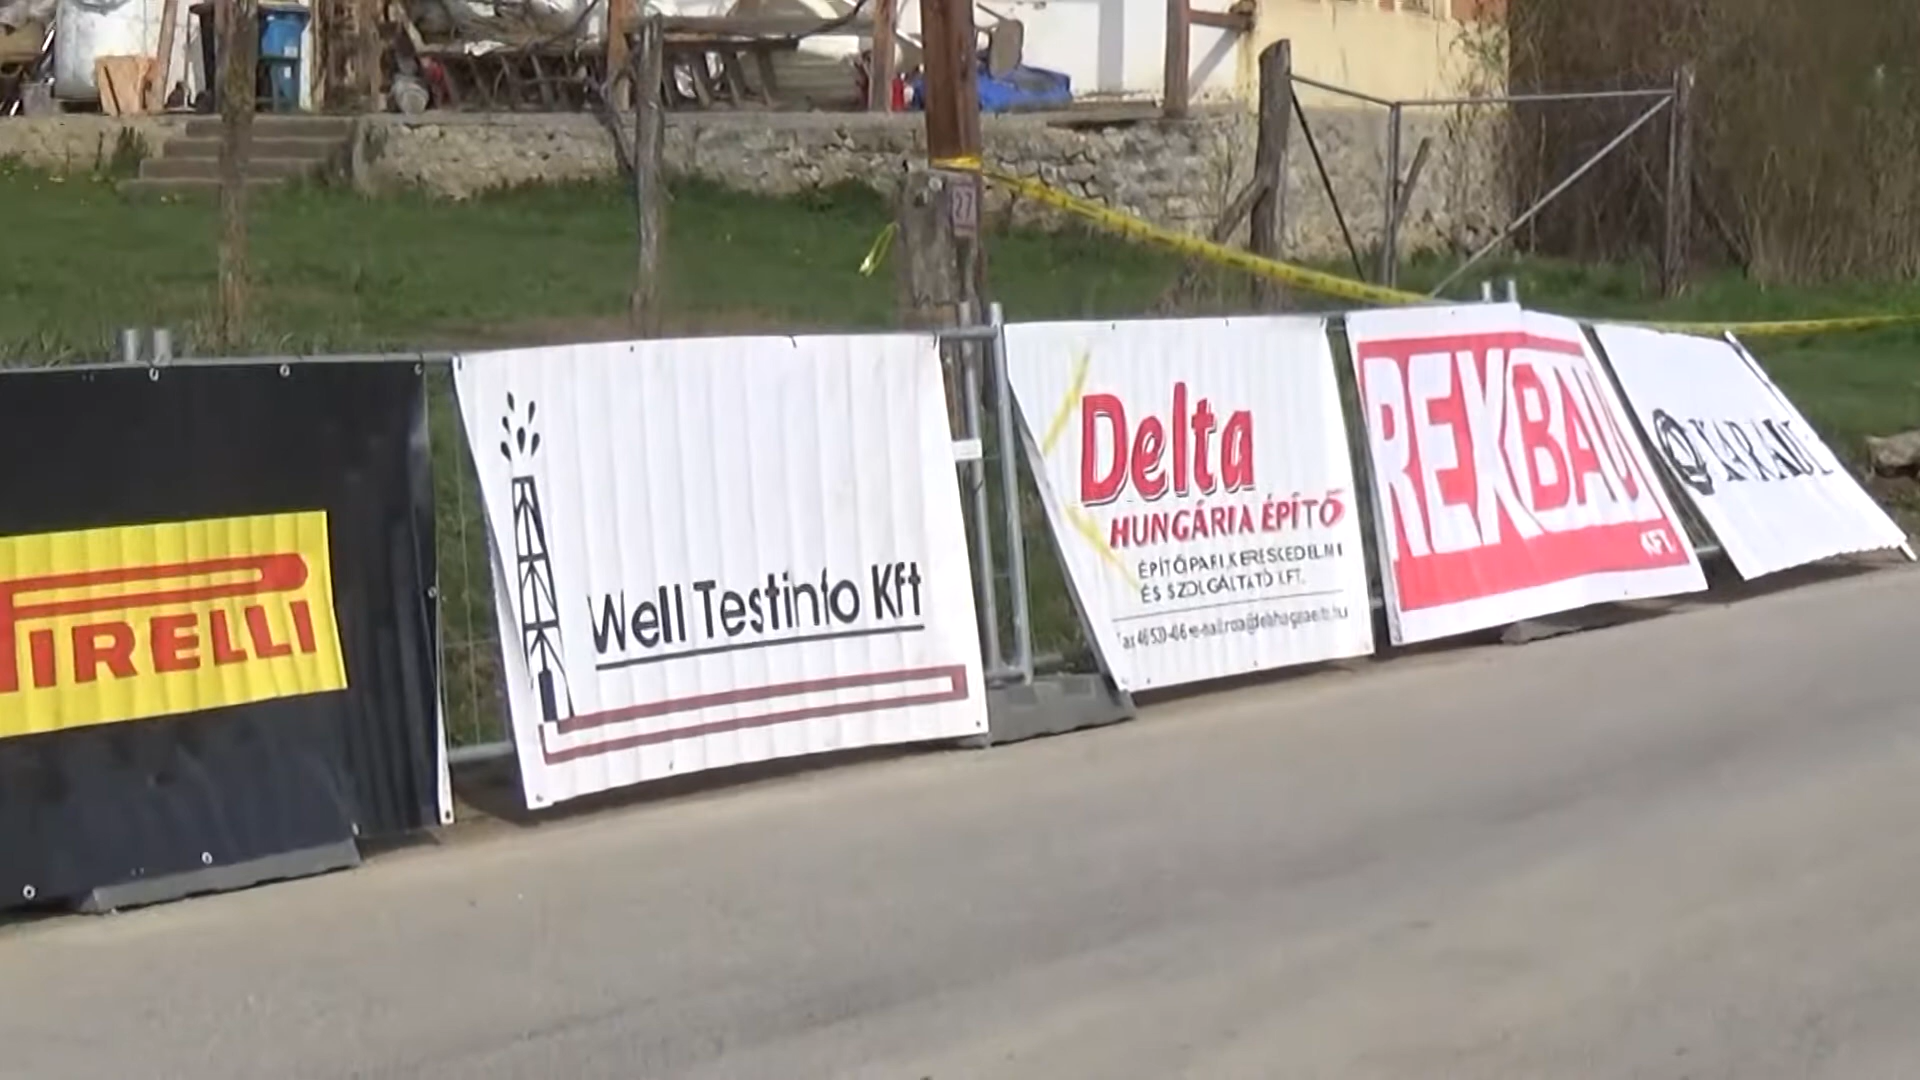 27
PIRELLI
Well Testinfo Kft
Delta
HUNGÁRIA ÉPÍTŐ
ÉPÍTŐIPARI, KERESKEDELMI
ÉS SZOLGÁLTATÓ KFT.
REXBAU
KFT.